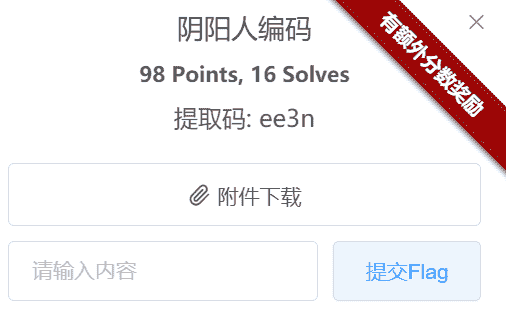 阴阳人编码
有额外分数奖励
98 Points, 16 Solves
提取码: ee3n
附件下载
请输入内容
提交Flag